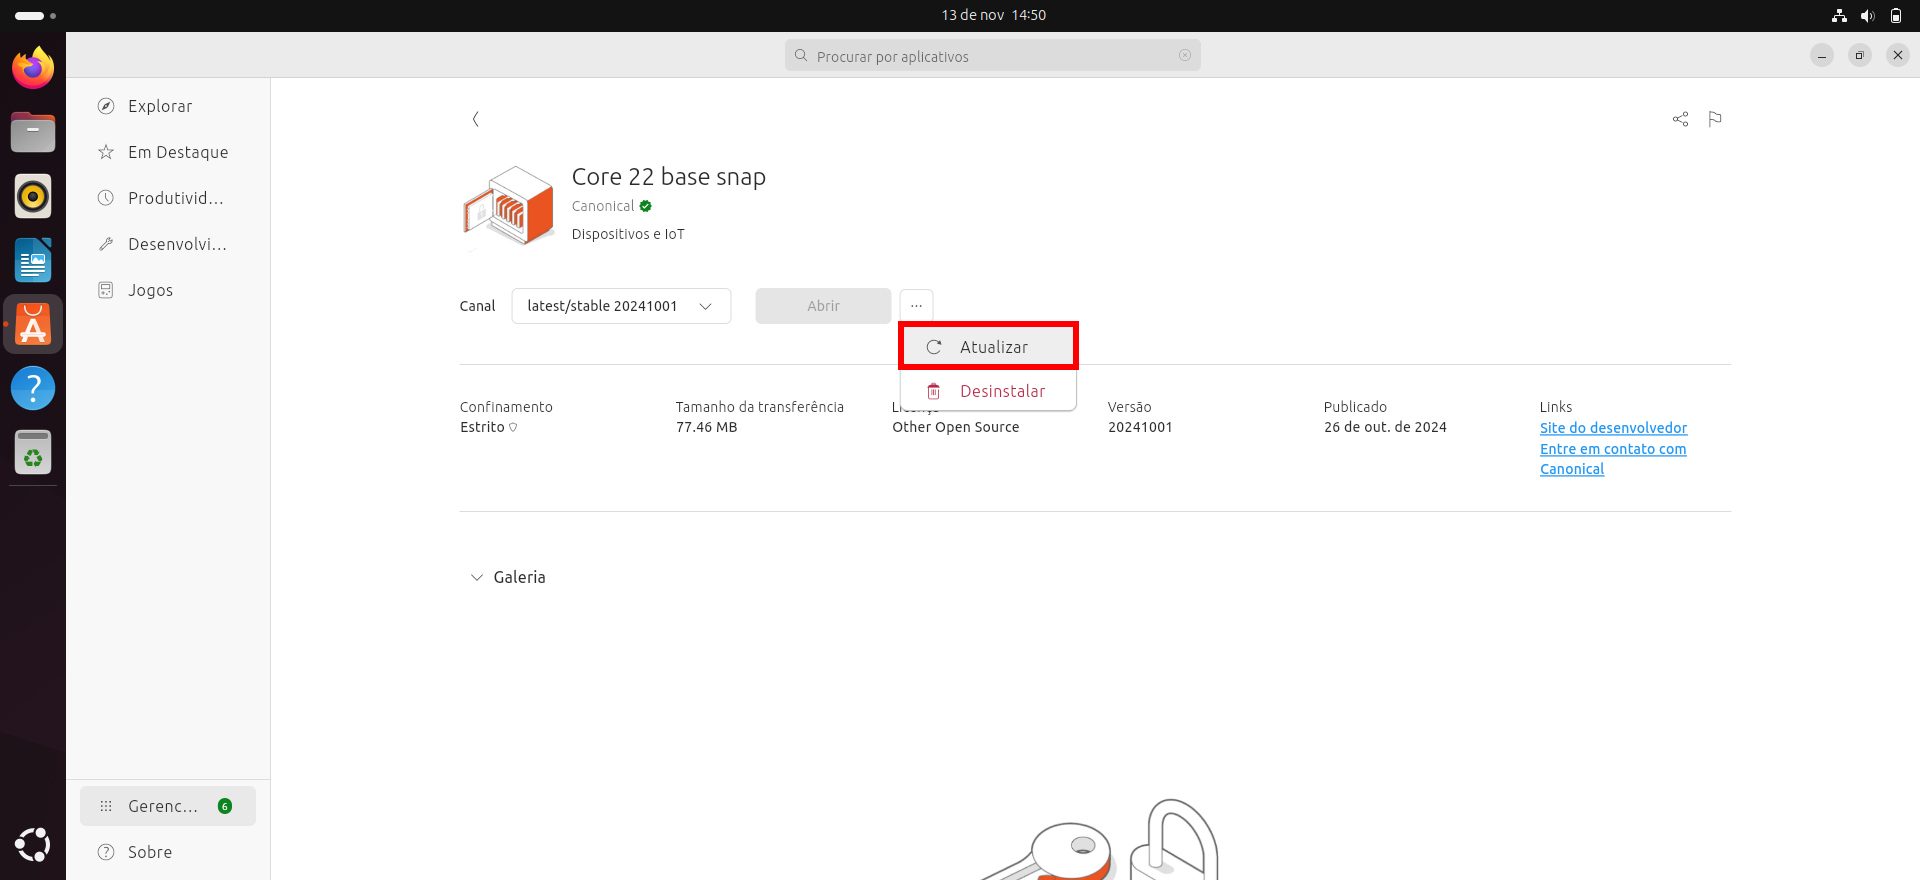 13 de nov 14:50
Procurar por aplicativos
Explorar
Em Destaque
Produtivid...
Desenvolvi...
Jogos
Core 22 base snap
Canonical
Dispositivos e IoT
Canal
latest/stable 20241001
Abrir
Atualizar
Desinstalar
Confinamento
Estrito
Tamanho da transferência
77.46 MB
Other Open Source
Versão
20241001
Publicado
26 de out. de 2024
Links
Site do desenvolvedor
Entre em contato com
Canonical
Galeria
Gerenc... 6
Sobre